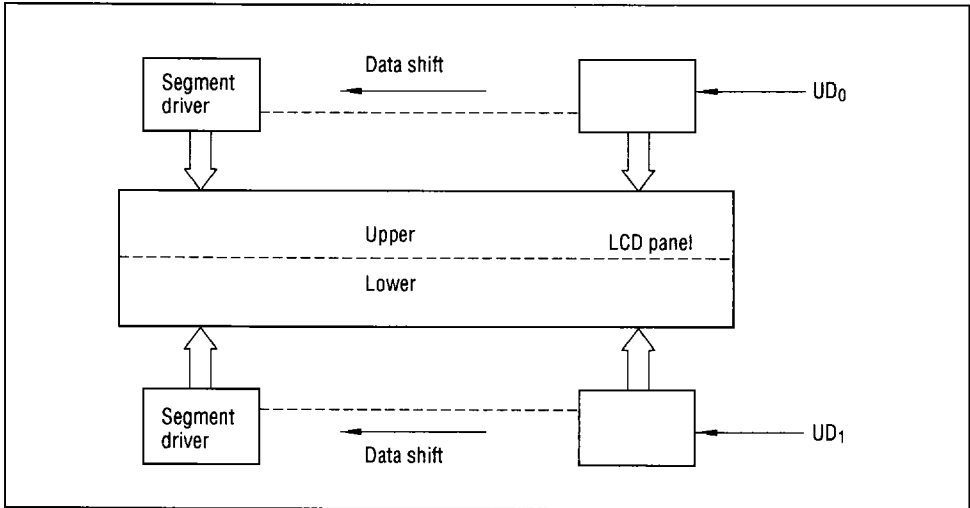 Segment
driver
Data shift
UD₀
Upper
LCD panel
Lower
Segment
driver
Data shift
UD₁